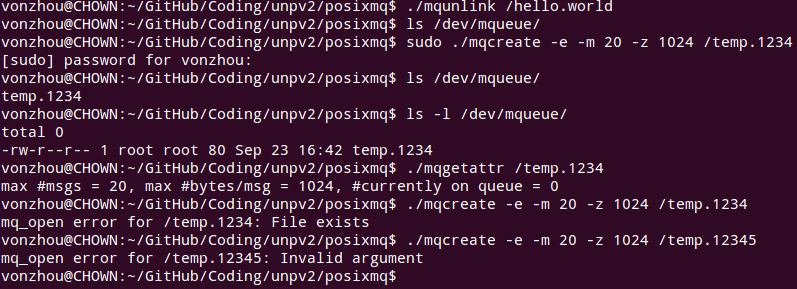 vonzhou@CHOWN:~/GitHub/Coding/unpv2/posixmq$ ./mqunlink /hello.world
vonzhou@CHOWN:~/GitHub/Coding/unpv2/posixmq$ ls /dev/mqueue/
vonzhou@CHOWN:~/GitHub/Coding/unpv2/posixmq$ sudo ./mqcreate -e -m 20 -z 1024 /temp.1234
[sudo] password for vonzhou:
vonzhou@CHOWN:~/GitHub/Coding/unpv2/posixmq$ ls /dev/mqueue/
temp.1234
vonzhou@CHOWN:~/GitHub/Coding/unpv2/posixmq$ ls -l /dev/mqueue/
total 0
-rw-r--r-- 1 root root 80 Sep 23 16:42 temp.1234
vonzhou@CHOWN:~/GitHub/Coding/unpv2/posixmq$ ./mqgetattr /temp.1234
max #msgs = 20, max #bytes/msg = 1024, #currently on queue = 0
vonzhou@CHOWN:~/GitHub/Coding/unpv2/posixmq$ ./mqcreate -e -m 20 -z 1024 /temp.1234
mq_open error for /temp.1234: File exists
vonzhou@CHOWN:~/GitHub/Coding/unpv2/posixmq$ ./mqcreate -e -m 20 -z 1024 /temp.12345
mq_open error for /temp.12345: Invalid argument
vonzhou@CHOWN:~/GitHub/Coding/unpv2/posixmq$